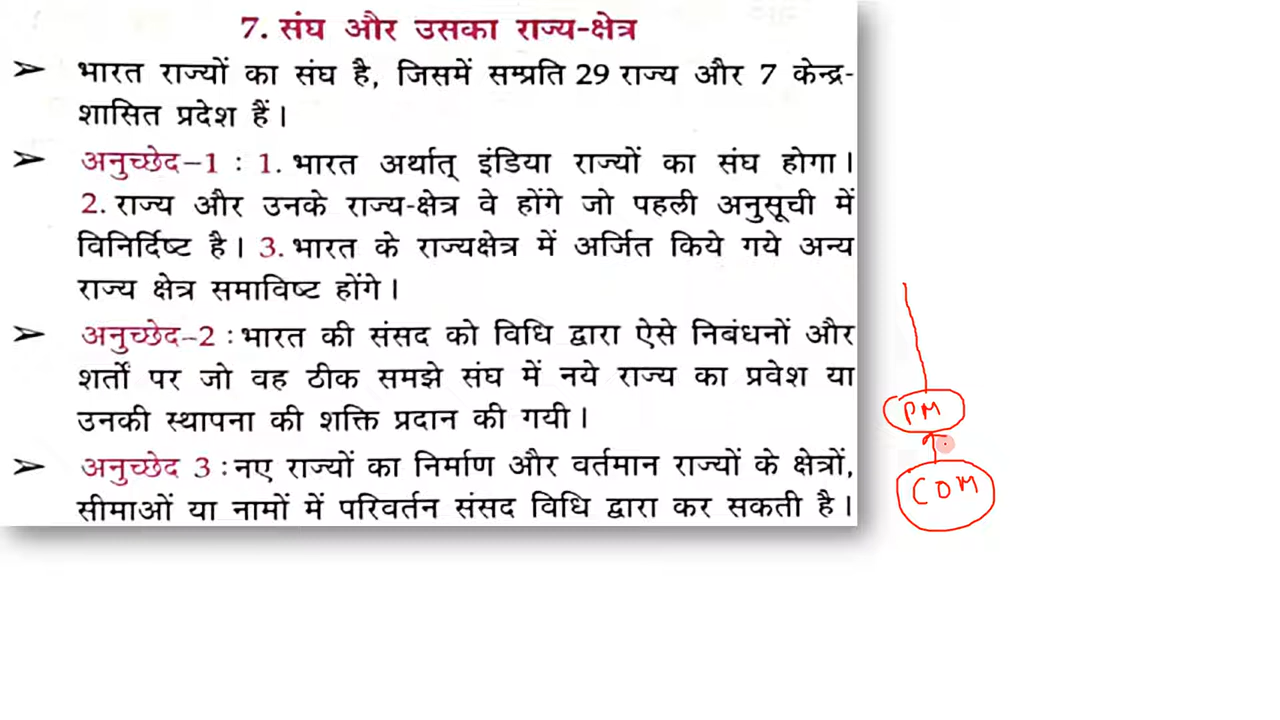 7. संघ और उसका राज्य-क्षेत्र
➢ भारत राज्यों का संघ है, जिसमें सम्प्रति 29 राज्य और 7 केन्द्र-
शासित प्रदेश हैं।
➢ अनुच्छेद–1 : 1. भारत अर्थात् इंडिया राज्यों का संघ होगा।
2. राज्य और उनके राज्य-क्षेत्र वे होंगे जो पहली अनुसूची में
विनिर्दिष्ट है। 3. भारत के राज्यक्षेत्र में अर्जित किये गये अन्य
राज्य क्षेत्र समाविष्ट होंगे।
➢ अनुच्छेद–2 : भारत की संसद को विधि द्वारा ऐसे निबंधनों और
शर्तों पर जो वह ठीक समझे संघ में नये राज्य का प्रवेश या
उनकी स्थापना की शक्ति प्रदान की गयी।
➢ अनुच्छेद 3 : नए राज्यों का निर्माण और वर्तमान राज्यों के क्षेत्रों,
सीमाओं या नामों में परिवर्तन संसद विधि द्वारा कर सकती है।
PM
COM